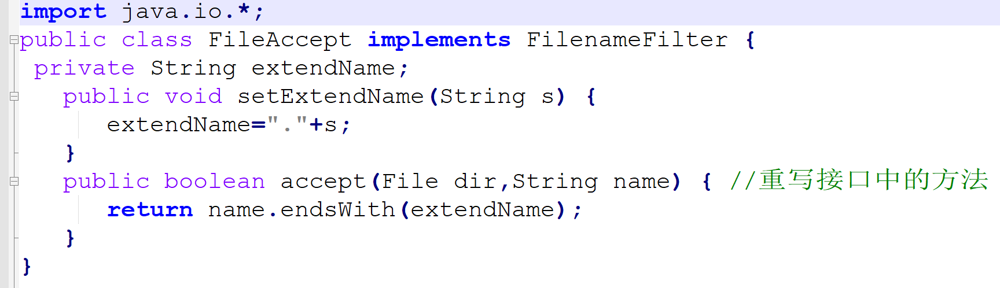 import java.io.*;
public class FileAccept implements FilenameFilter {
 private String extendName;
   public void setExtendName(String s) {
      extendName="."+s;
   }
   public boolean accept(File dir,String name) { //重写接口中的方法
      return name.endsWith(extendName);
   }
}